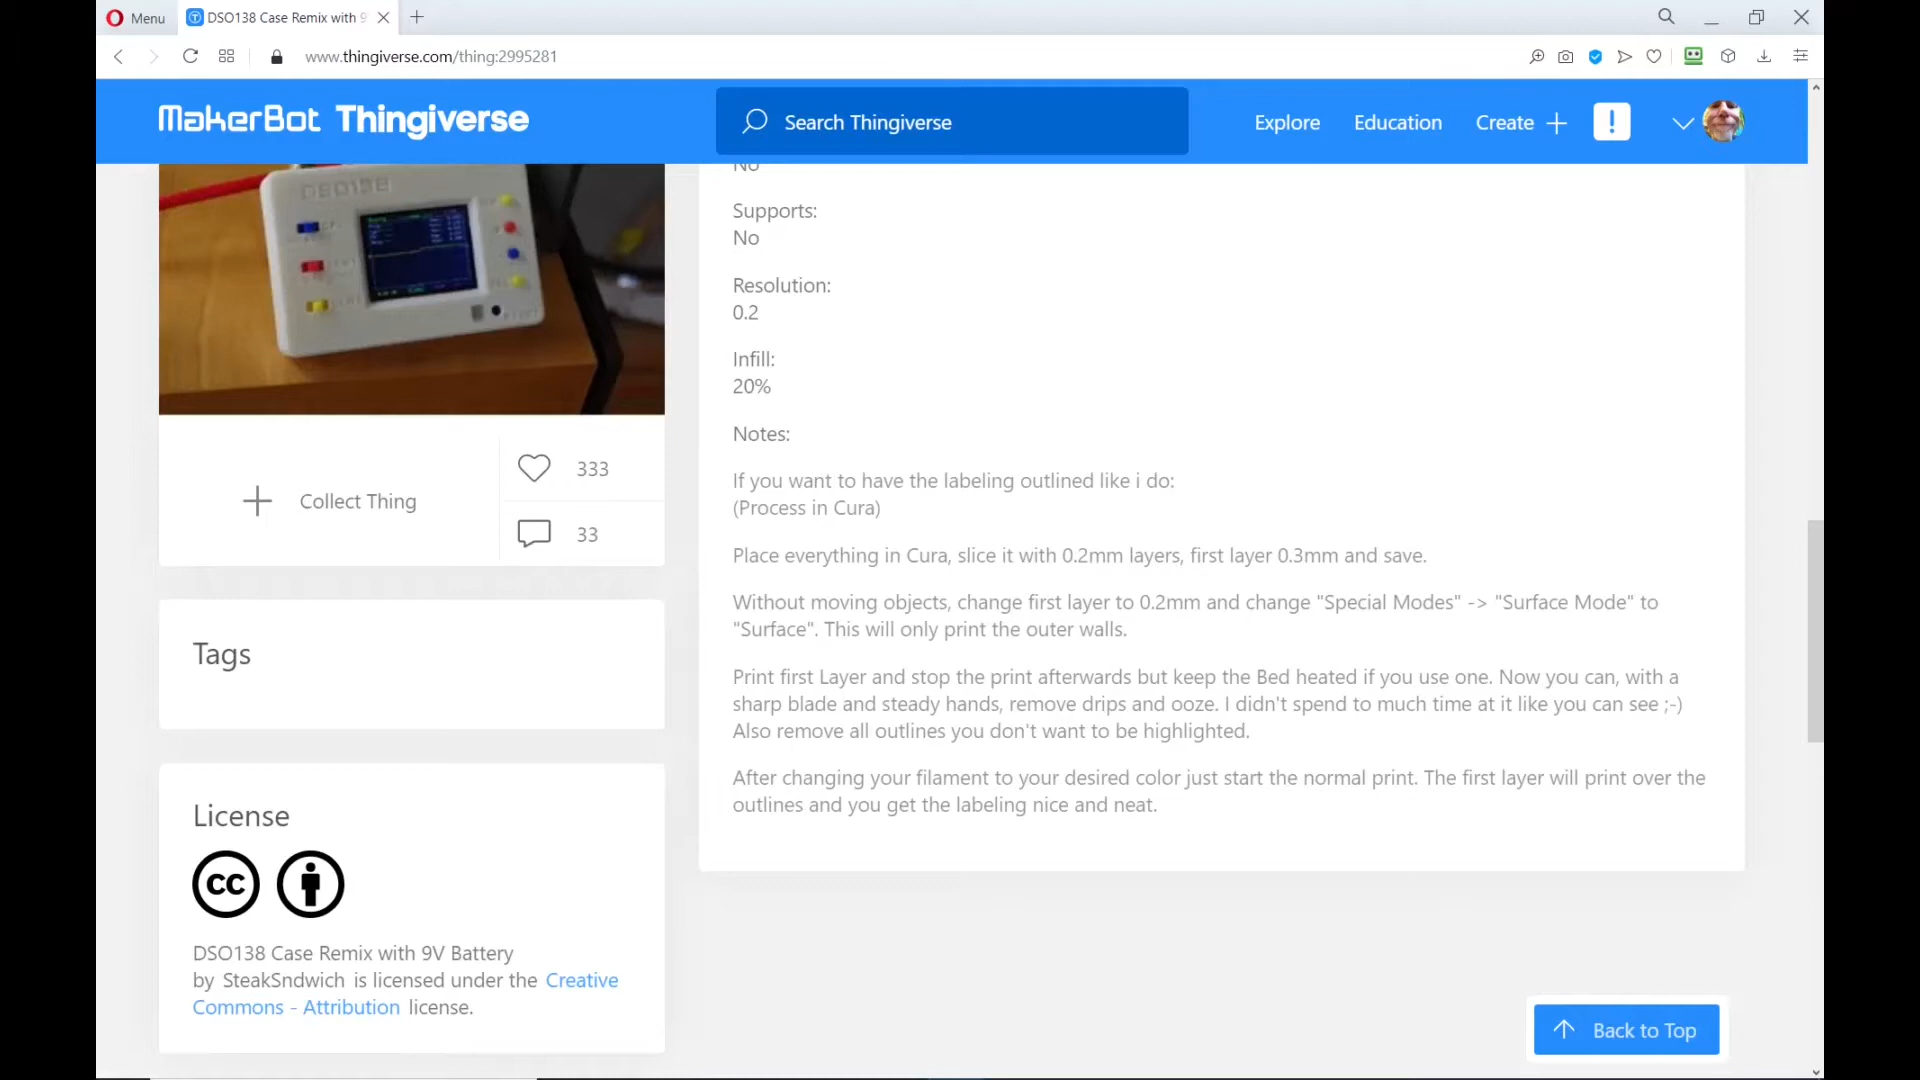 Menu
DSO138 Case Remix with 9
www.thingiverse.com/thing:2995281
MakerBot Thingiverse
Search Thingiverse
Explore
Education
Create
!
DSO138
Collect Thing
333
33
Tags
License
cc
DSO138 Case Remix with 9V Battery
by SteakSndwich is licensed under the Creative
Commons - Attribution license.
No
Supports:
No
Resolution:
0.2
Infill:
20%
Notes:
If you want to have the labeling outlined like i do:
(Process in Cura)
Place everything in Cura, slice it with 0.2mm layers, first layer 0.3mm and save.
Without moving objects, change first layer to 0.2mm and change "Special Modes" -> "Surface Mode" to
"Surface". This will only print the outer walls.
Print first Layer and stop the print afterwards but keep the Bed heated if you use one. Now you can, with a
sharp blade and steady hands, remove drips and ooze. I didn't spend to much time at it like you can see ;-)
Also remove all outlines you don't want to be highlighted.
After changing your filament to your desired color just start the normal print. The first layer will print over the
outlines and you get the labeling nice and neat.
Back to Top